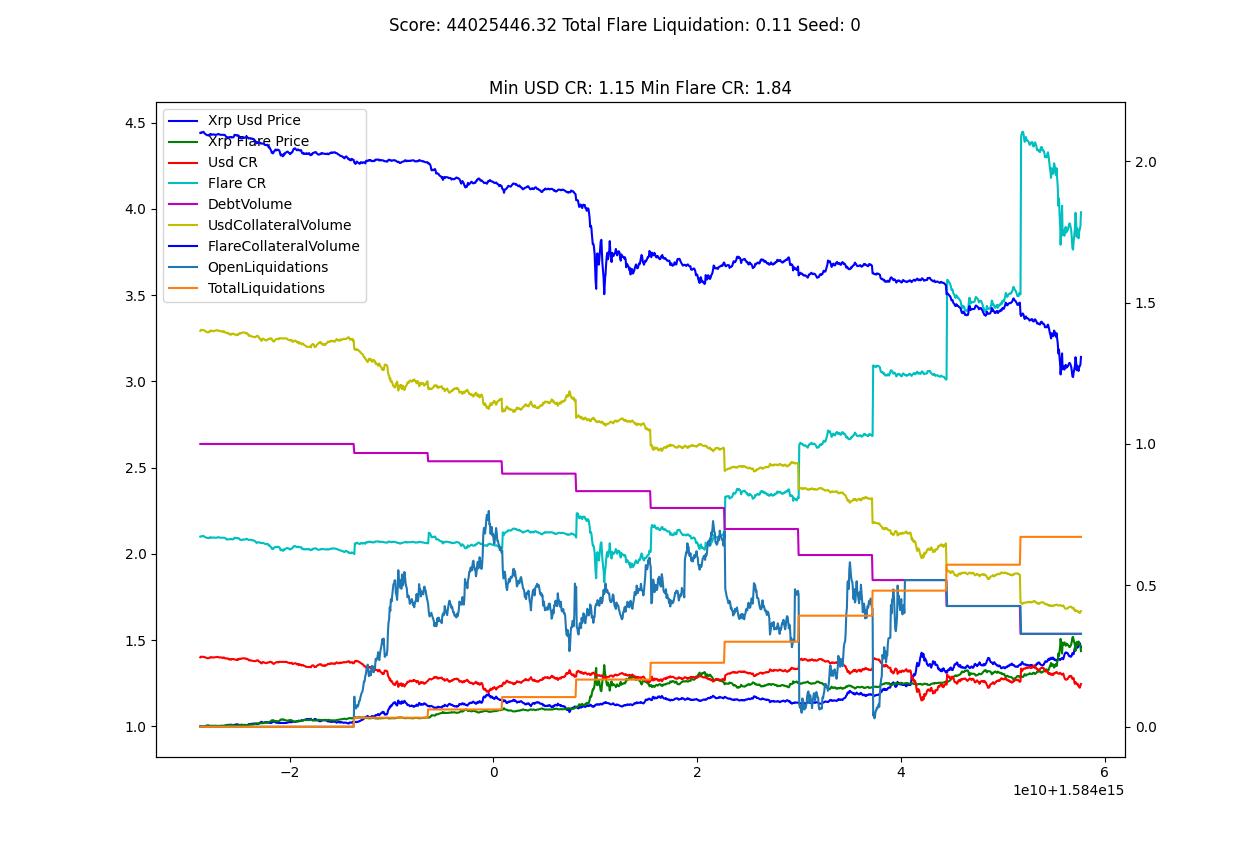 Score: 44025446.32 Total Flare Liquidation: 0.11 Seed: 0
Min USD CR: 1.15 Min Flare CR: 1.84
Xrp Usd Price
Xrp Flare Price
Usd CR
Flare CR
DebtVolume
UsdCollateralVolume
FlareCollateralVolume
OpenLiquidations
TotalLiquidations
4.5
4.0
3.5
3.0
2.5
2.0
1.5
1.0
2.0
1.5
1.0
0.5
0.0
−2
0
2
4
6
1e10+1.584e15